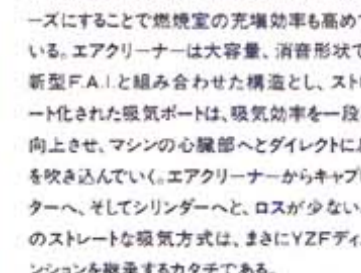 ーズにすることで燃焼室の充塡効率も高め
いる。エアクリーナーは大容量、消音形状で
新型F.A.I.と組み合わせた構造とし、スト
ート化された吸気ポートは、吸気効率を一段
向上させ、マシンの心臓部へとダイレクトに
を吹き込んでいく。エアクリーナーからキャブ
ターへ、そしてシリンダーへと、ロスが少ない
のストレートな吸気方式は、まさにYZFディ
ンションを継承するカタチである。